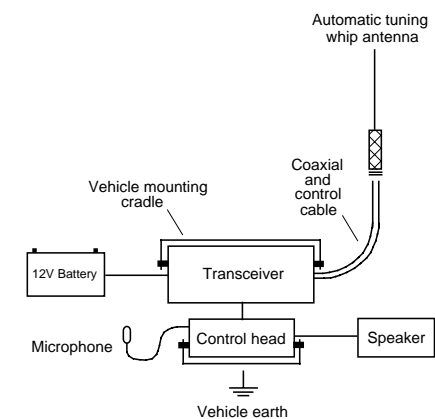 Automatic tuning
whip antenna
Coaxial
and
control
cable
Vehicle mounting
cradle
12V Battery
Transceiver
Control head
Speaker
Microphone
Vehicle earth